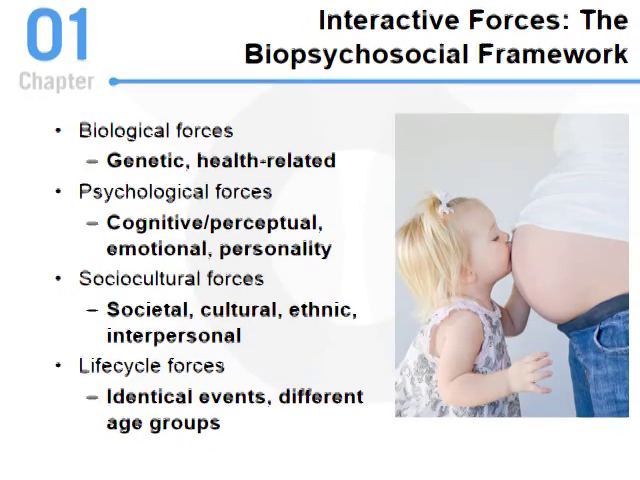 01
Chapter
Interactive Forces: The
Biopsychosocial Framework
• Biological forces
– Genetic, health-related
• Psychological forces
– Cognitive/perceptual,
emotional, personality
• Sociocultural forces
– Societal, cultural, ethnic,
interpersonal
• Lifecycle forces
– Identical events, different
age groups